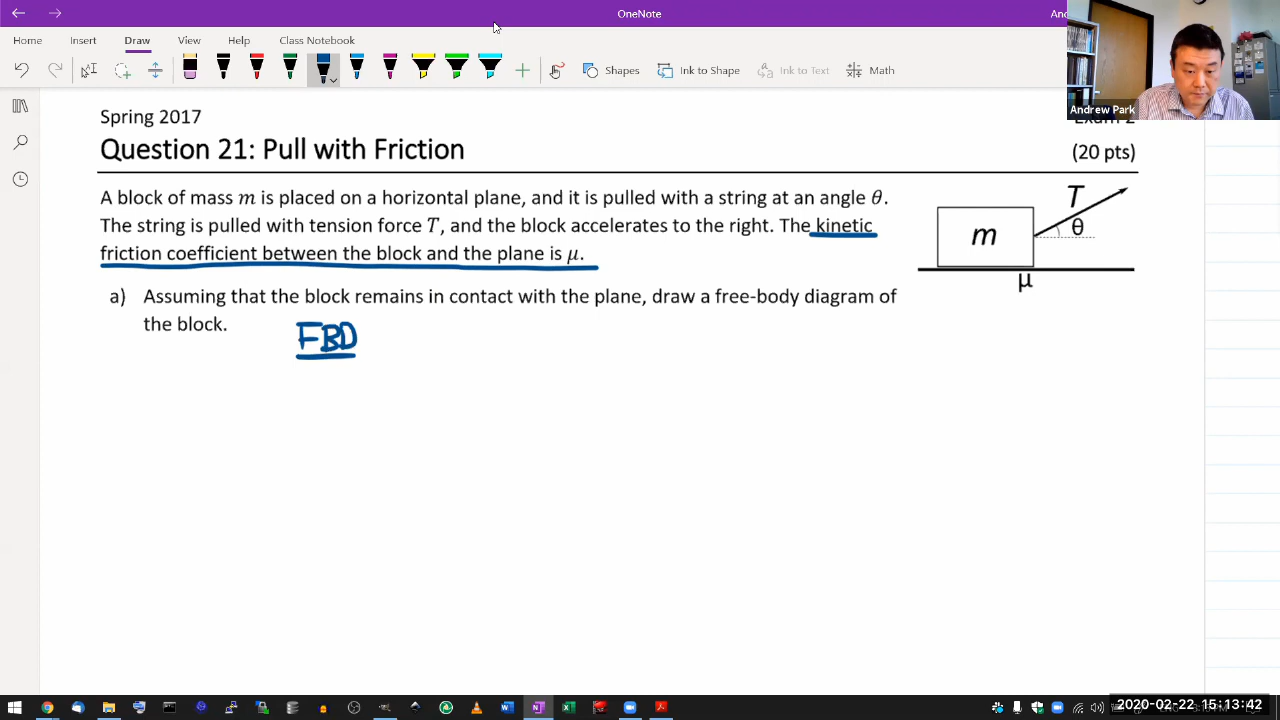 OneNote
Home Insert Draw View Help Class Notebook
Shapes Ink to Shape Ink to Text Math
Andrew Park
Spring 2017
Question 21: Pull with Friction
(20 pts)
A block of mass m is placed on a horizontal plane, and it is pulled with a string at an angle θ.
The string is pulled with tension force T, and the block accelerates to the right. The kinetic
friction coefficient between the block and the plane is μ.
T
θ
m
μ
a) Assuming that the block remains in contact with the plane, draw a free-body diagram of
the block.
FBD
2020-02-22 15:13:42